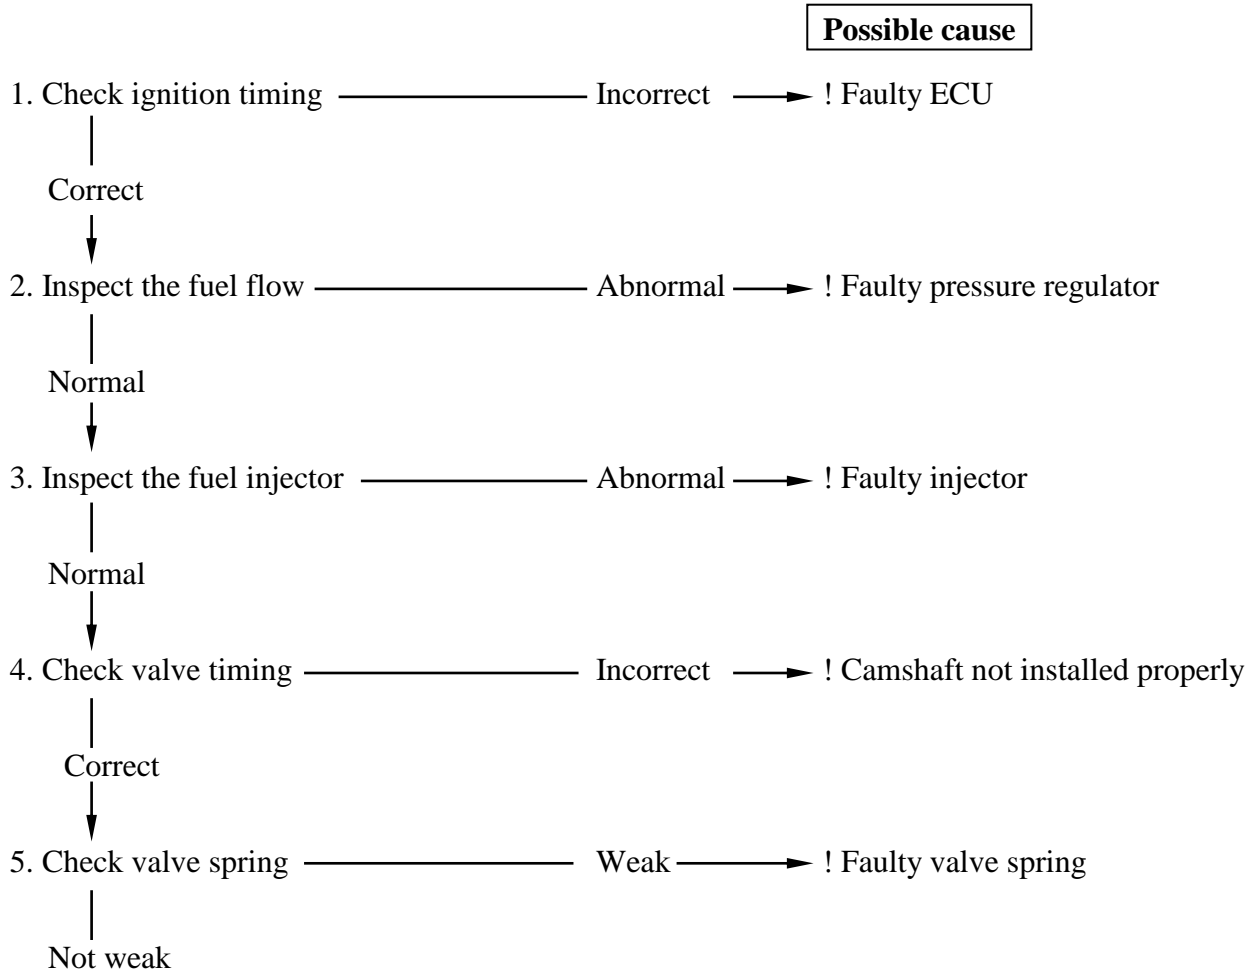 Possible cause
1. Check ignition timing Incorrect ! Faulty ECU
Correct
2. Inspect the fuel flow Abnormal ! Faulty pressure regulator
Normal
3. Inspect the fuel injector Abnormal ! Faulty injector
Normal
4. Check valve timing Incorrect ! Camshaft not installed properly
Correct
5. Check valve spring Weak ! Faulty valve spring
Not weak